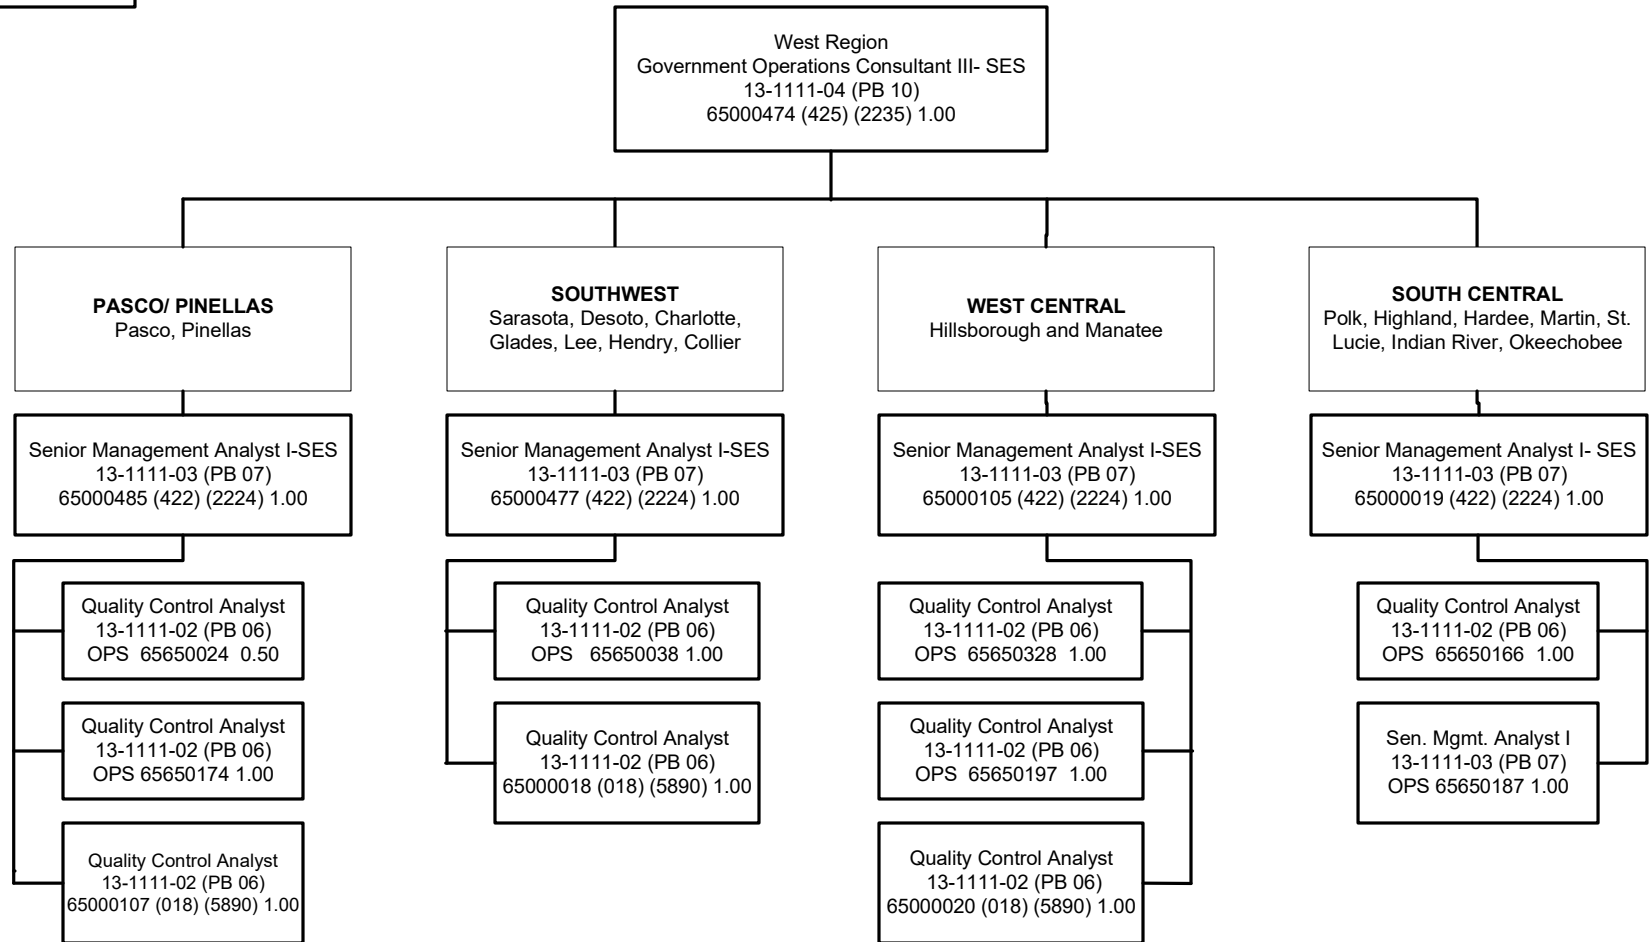 West Region
Government Operations Consultant III- SES
13-1111-04 (PB 10)
65000474 (425) (2235) 1.00
PASCO/ PINELLAS
Pasco, Pinellas
SOUTHWEST
Sarasota, Desoto, Charlotte,
Glades, Lee, Hendry, Collier
WEST CENTRAL
Hillsborough and Manatee
SOUTH CENTRAL
Polk, Highland, Hardee, Martin, St.
Lucie, Indian River, Okeechobee
Senior Management Analyst I-SES
13-1111-03 (PB 07)
65000485 (422) (2224) 1.00
Senior Management Analyst I-SES
13-1111-03 (PB 07)
65000477 (422) (2224) 1.00
Senior Management Analyst I-SES
13-1111-03 (PB 07)
65000105 (422) (2224) 1.00
Senior Management Analyst I- SES
13-1111-03 (PB 07)
65000019 (422) (2224) 1.00
Quality Control Analyst
13-1111-02 (PB 06)
OPS 65650024 0.50
Quality Control Analyst
13-1111-02 (PB 06)
OPS 65650038 1.00
Quality Control Analyst
13-1111-02 (PB 06)
OPS 65650328 1.00
Quality Control Analyst
13-1111-02 (PB 06)
OPS 65650166 1.00
Quality Control Analyst
13-1111-02 (PB 06)
OPS 65650174 1.00
Quality Control Analyst
13-1111-02 (PB 06)
65000018 (018) (5890) 1.00
Quality Control Analyst
13-1111-02 (PB 06)
OPS 65650197 1.00
Sen. Mgmt. Analyst I
13-1111-03 (PB 07)
OPS 65650187 1.00
Quality Control Analyst
13-1111-02 (PB 06)
65000107 (018) (5890) 1.00
Quality Control Analyst
13-1111-02 (PB 06)
65000020 (018) (5890) 1.00